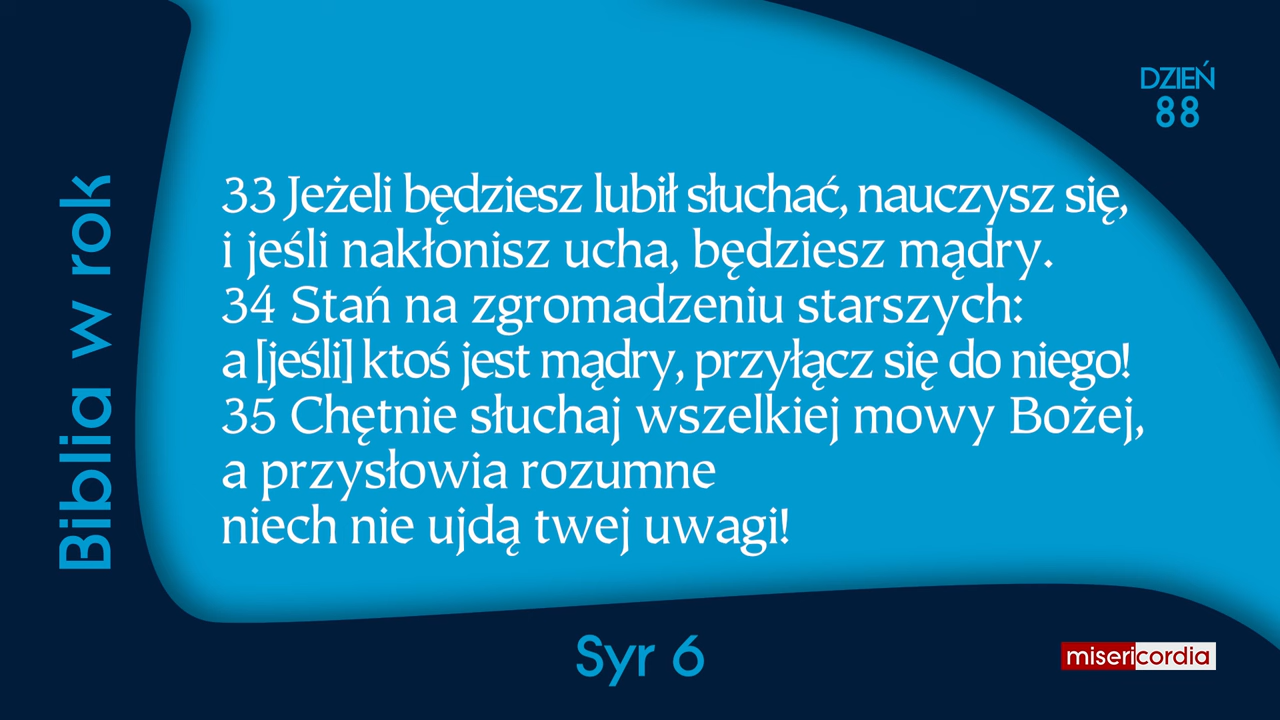 DZIEŃ
88
Biblia w rok
33 Jeżeli będziesz lubił słuchać, nauczysz się,
i jeśli nakłonisz ucha, będziesz mądry.
34 Stań na zgromadzeniu starszych:
a [jeśli] ktoś jest mądry, przyłącz się do niego!
35 Chętnie słuchaj wszelkiej mowy Bożej,
a przysłowia rozumne
niech nie ujdą twej uwagi!
Syr 6
misericordia